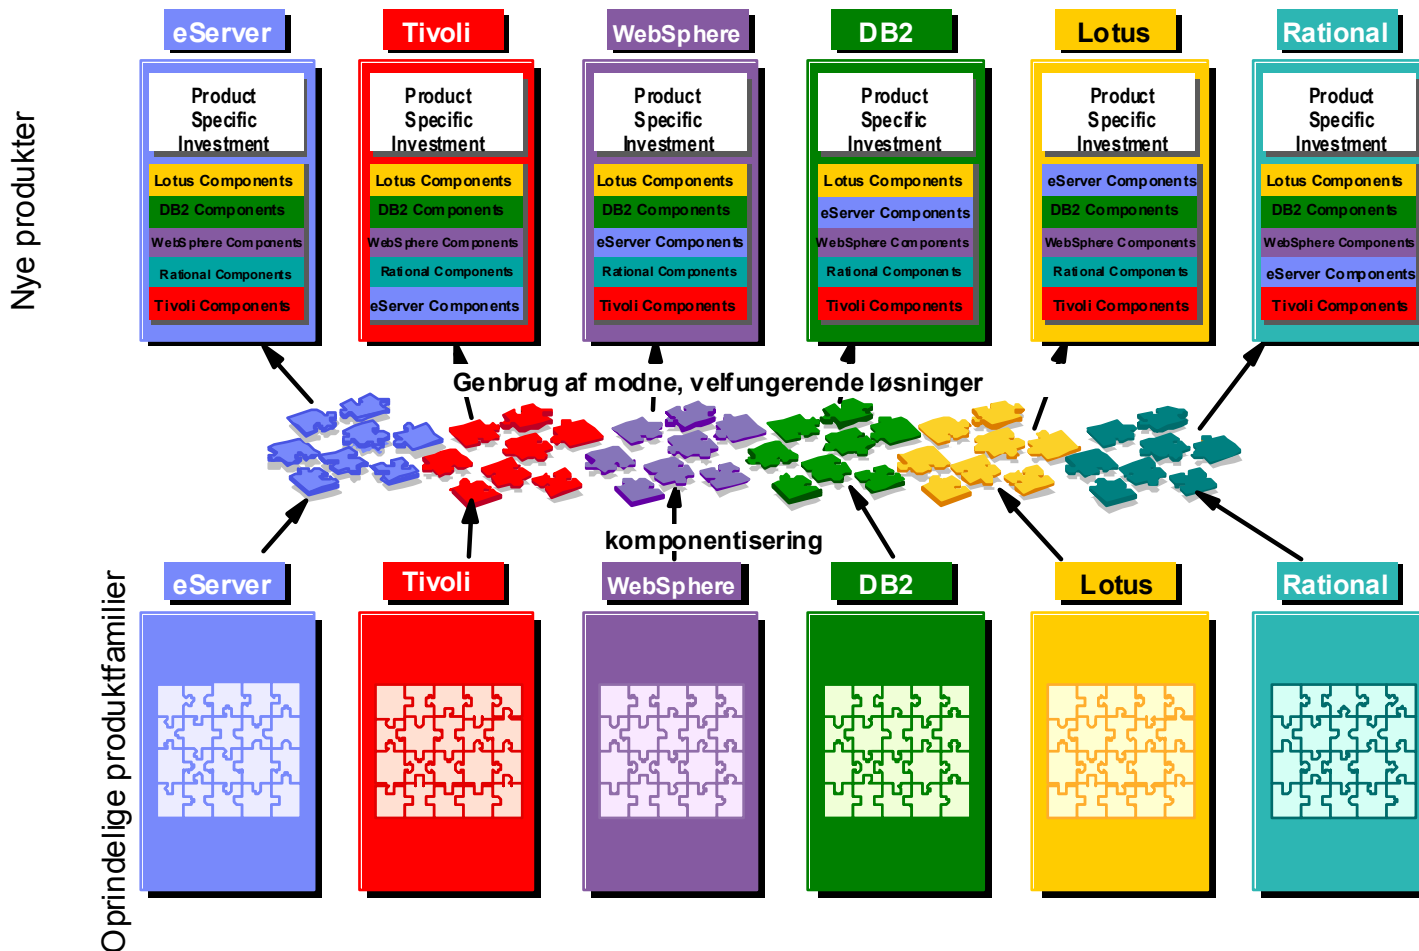 Nye produkter
eServer
Product
Specific
Investment
Lotus Components
DB2 Components
WebSphere Components
Rational Components
Tivoli Components
Tivoli
Product
Specific
Investment
Lotus Components
DB2 Components
WebSphere Components
Rational Components
eServer Components
WebSphere
Product
Specific
Investment
Lotus Components
DB2 Components
eServer Components
Rational Components
Tivoli Components
DB2
Product
Specific
Investment
Lotus Components
eServer Components
WebSphere Components
Rational Components
Tivoli Components
Lotus
Product
Specific
Investment
eServer Components
DB2 Components
WebSphere Components
Rational Components
Tivoli Components
Rational
Product
Specific
Investment
Lotus Components
DB2 Components
WebSphere Components
eServer Components
Tivoli Components
Genbrug af modne, velfungerende løsninger
komponentisering
Oprindelige produktfamilier
eServer
Tivoli
WebSphere
DB2
Lotus
Rational